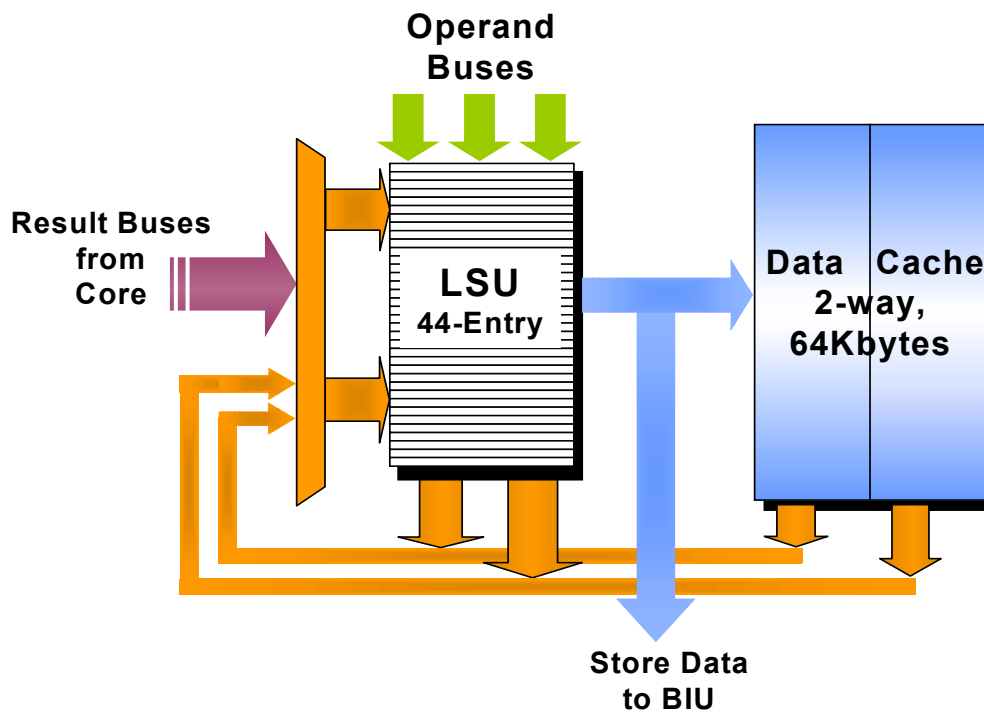 Operand
Buses
Result Buses
from
Core
LSU
44-Entry
Data Cache
2-way,
64Kbytes
Store Data
to BIU